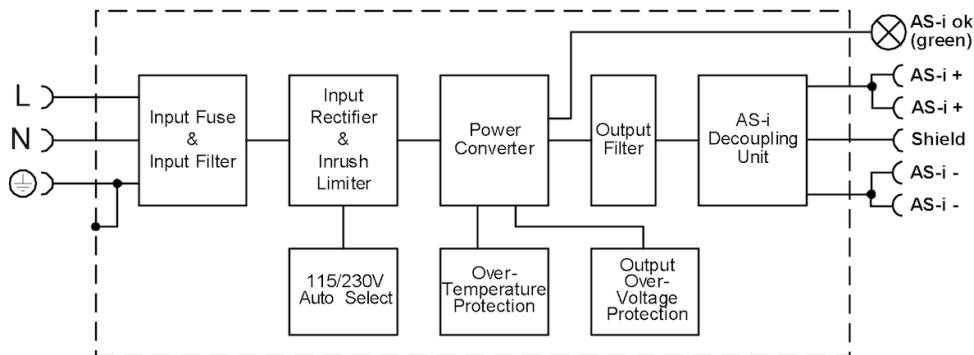 AS-i ok
(green)
L
N
AS-i +
AS-i +
Shield
AS-i -
AS-i -
Input Fuse
&
Input Filter
Input
Rectifier
&
Inrush
Limiter
Power
Converter
Output
Filter
AS-i
Decoupling
Unit
115/230V
Auto Select
Over-
Temperature
Protection
Output
Over-
Voltage
Protection